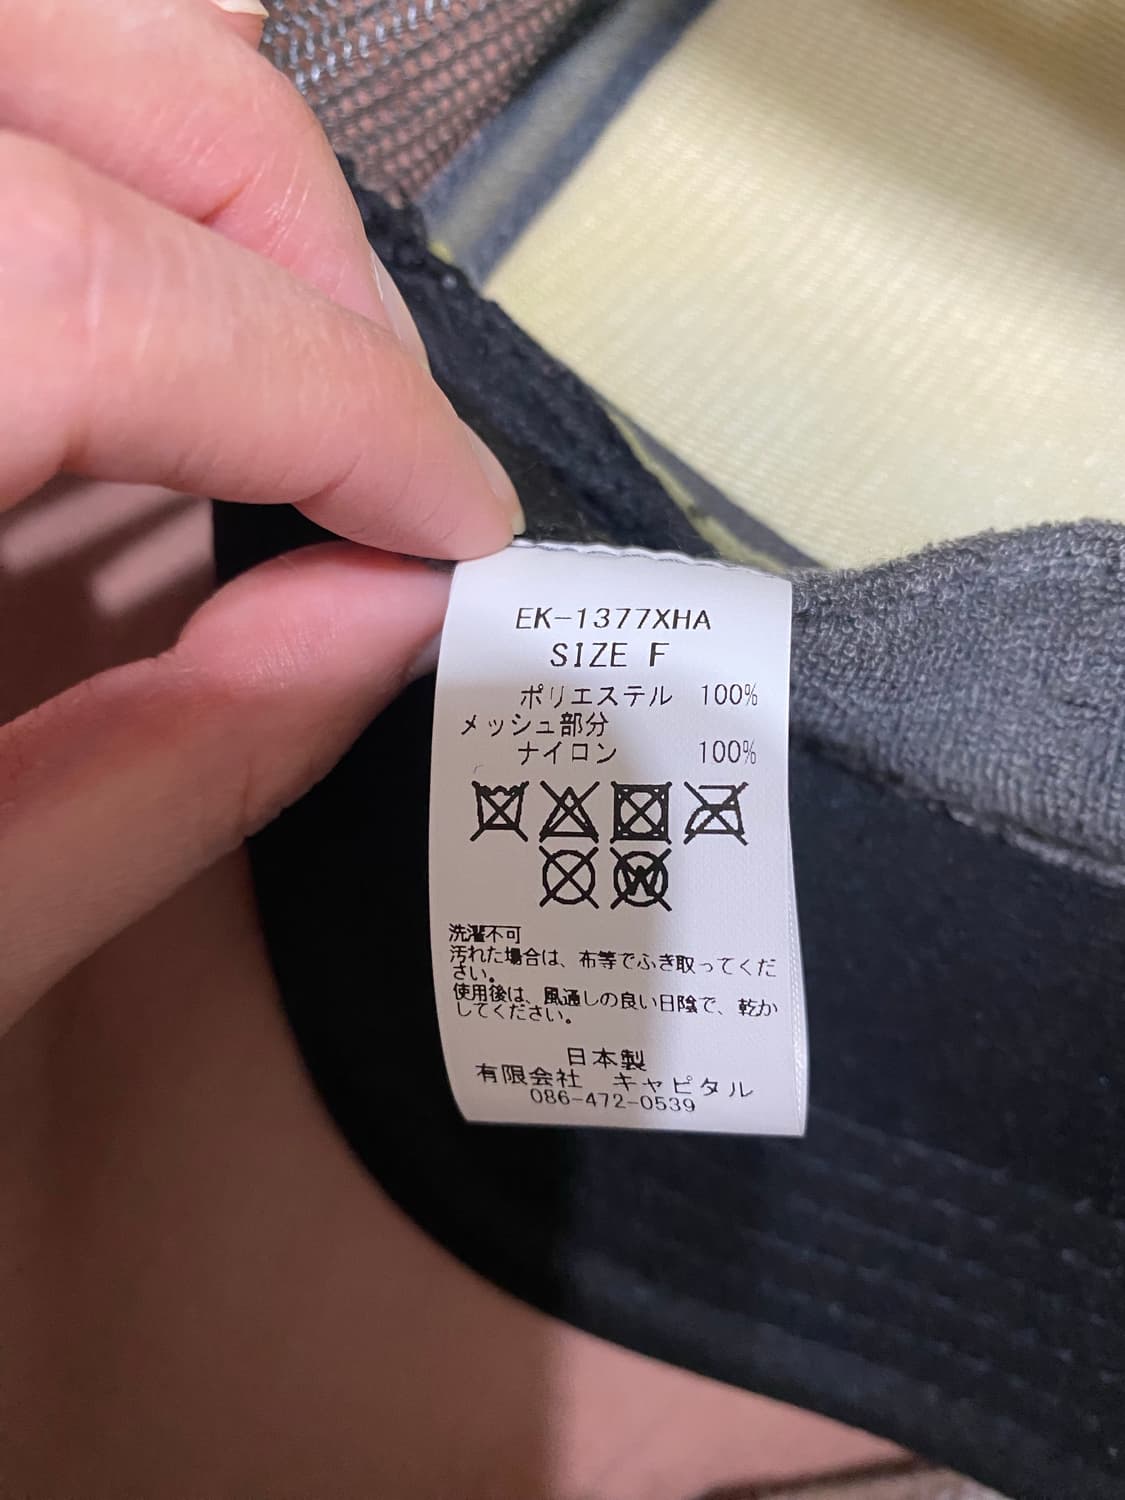 EK-1377XHA
SIZE F
ポリエステル 100%
メッシュ部分
ナイロン 100%
W
洗濯不可
汚れた場合は、布等でふき取ってくだ
さい。
使用後は、風通しの良い日陰で、乾か
してください。
日本製
有限会社 キャピタル
086-472-0539